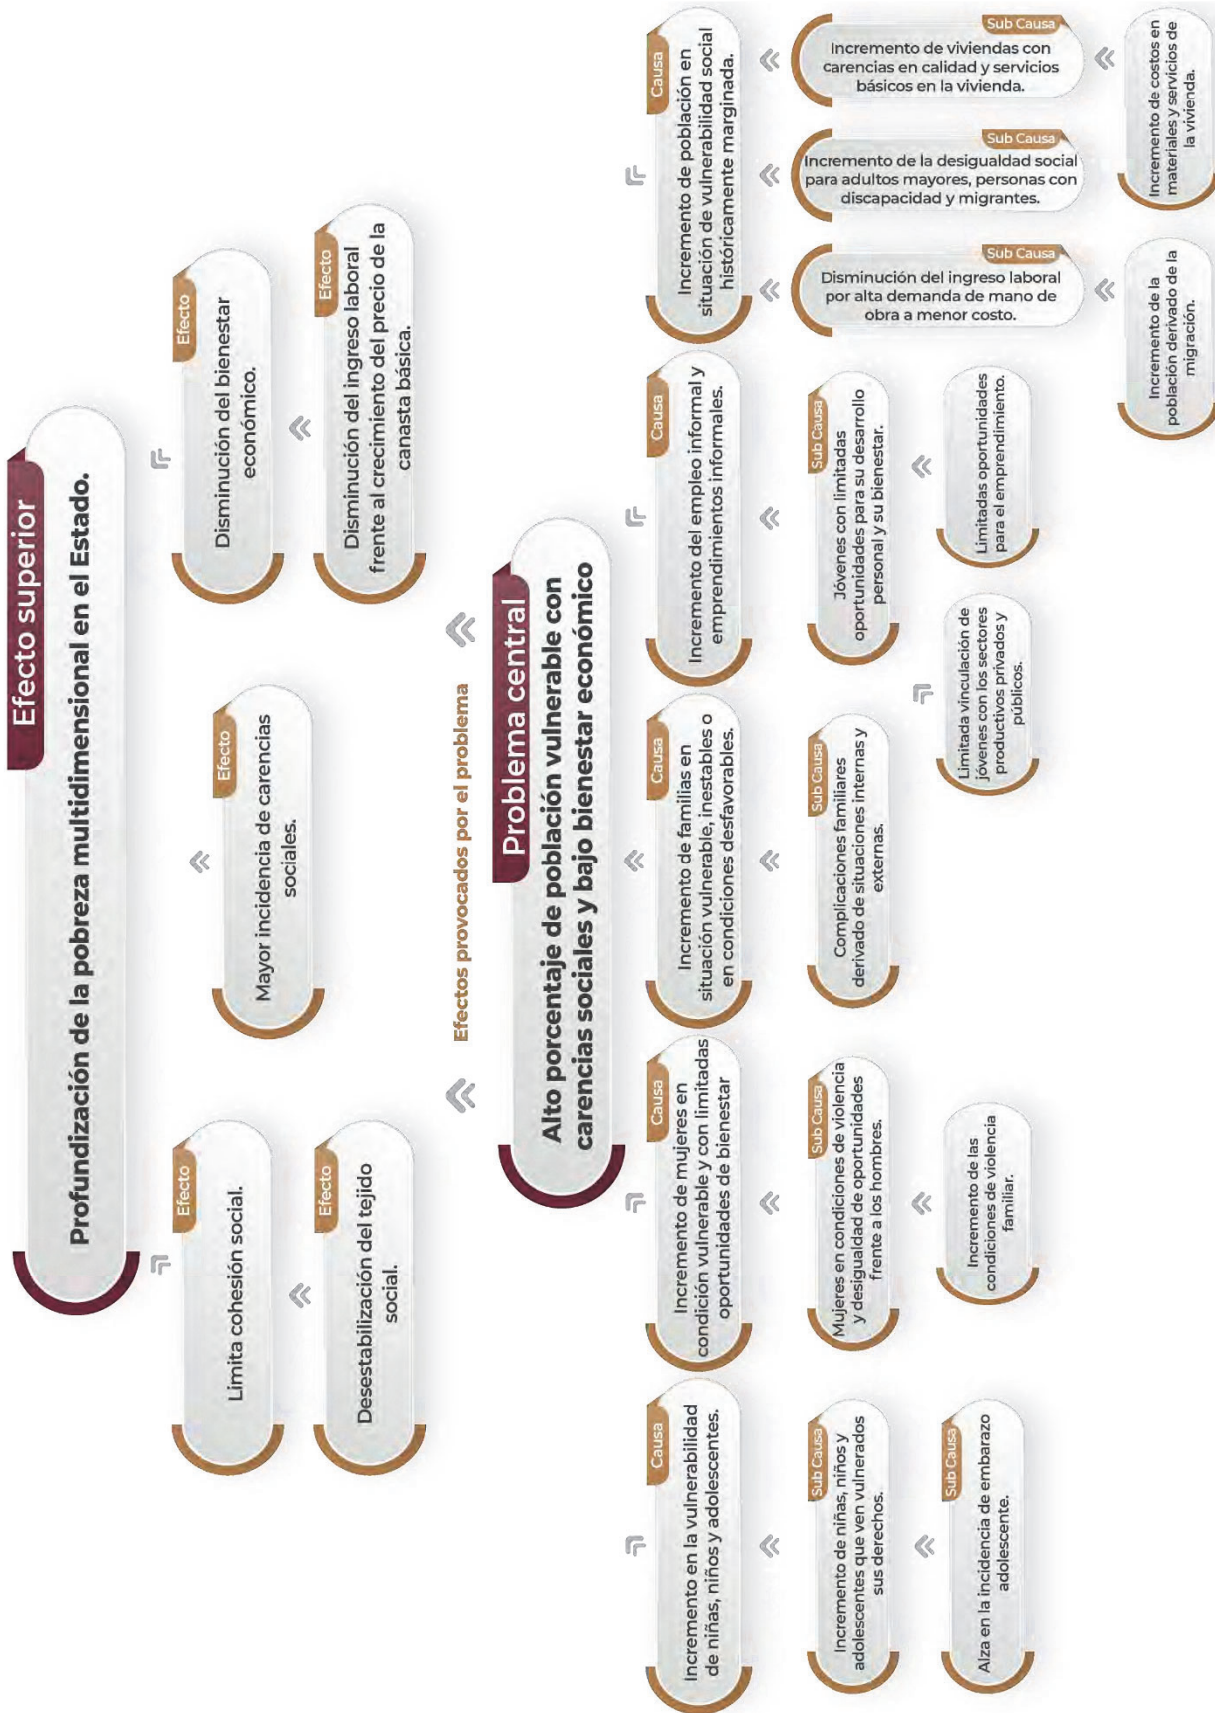 Efecto superior
Profundización de la pobreza multidimensional en el Estado.
Efecto
Limita cohesión social.
Efecto
Desestabilización del tejido
social.
Efecto
Mayor incidencia de carencias
sociales.
Efecto
Disminución del bienestar
económico.
Efecto
Disminución del ingreso laboral
frente al crecimiento del precio de la
canasta básica.
Efectos provocados por el problema
Problema central
Alto porcentaje de población vulnerable con
carencias sociales y bajo bienestar económico
Causa
Incremento en la vulnerabilidad
de niñas, niños y adolescentes.
Sub Causa
Incremento de niñas, niños y
adolescentes que ven vulnerados
sus derechos.
Sub Causa
Alza en la incidencia de embarazo
adolescente.
Causa
Incremento de mujeres en
condición vulnerable y con limitadas
oportunidades de bienestar
Sub Causa
Mujeres en condiciones de violencia
y desigualdad de oportunidades
frente a los hombres.
Incremento de las
condiciones de violencia
familiar.
Causa
Incremento de familias en
situación vulnerable, inestables o
en condiciones desfavorables.
Sub Causa
Complicaciones familiares
derivado de situaciones internas y
externas.
Causa
Incremento del empleo informal y
emprendimientos informales.
Sub Causa
Jóvenes con limitadas
oportunidades para su desarrollo
personal y su bienestar.
Limitada vinculación de
jóvenes con los sectores
productivos privados y
públicos.
Limitadas oportunidades
para el emprendimiento.
Causa
Incremento de población en
situación de vulnerabilidad social
históricamente marginada.
Sub Causa
Disminución del ingreso laboral
por alta demanda de mano de
obra a menor costo.
Sub Causa
Incremento de la desigualdad social
para adultos mayores, personas con
discapacidad y migrantes.
Sub Causa
Incremento de viviendas con
carencias en calidad y servicios
básicos en la vivienda.
Incremento de la
población derivado de la
migración.
Incremento de costos en
materiales y servicios de
la vivienda.